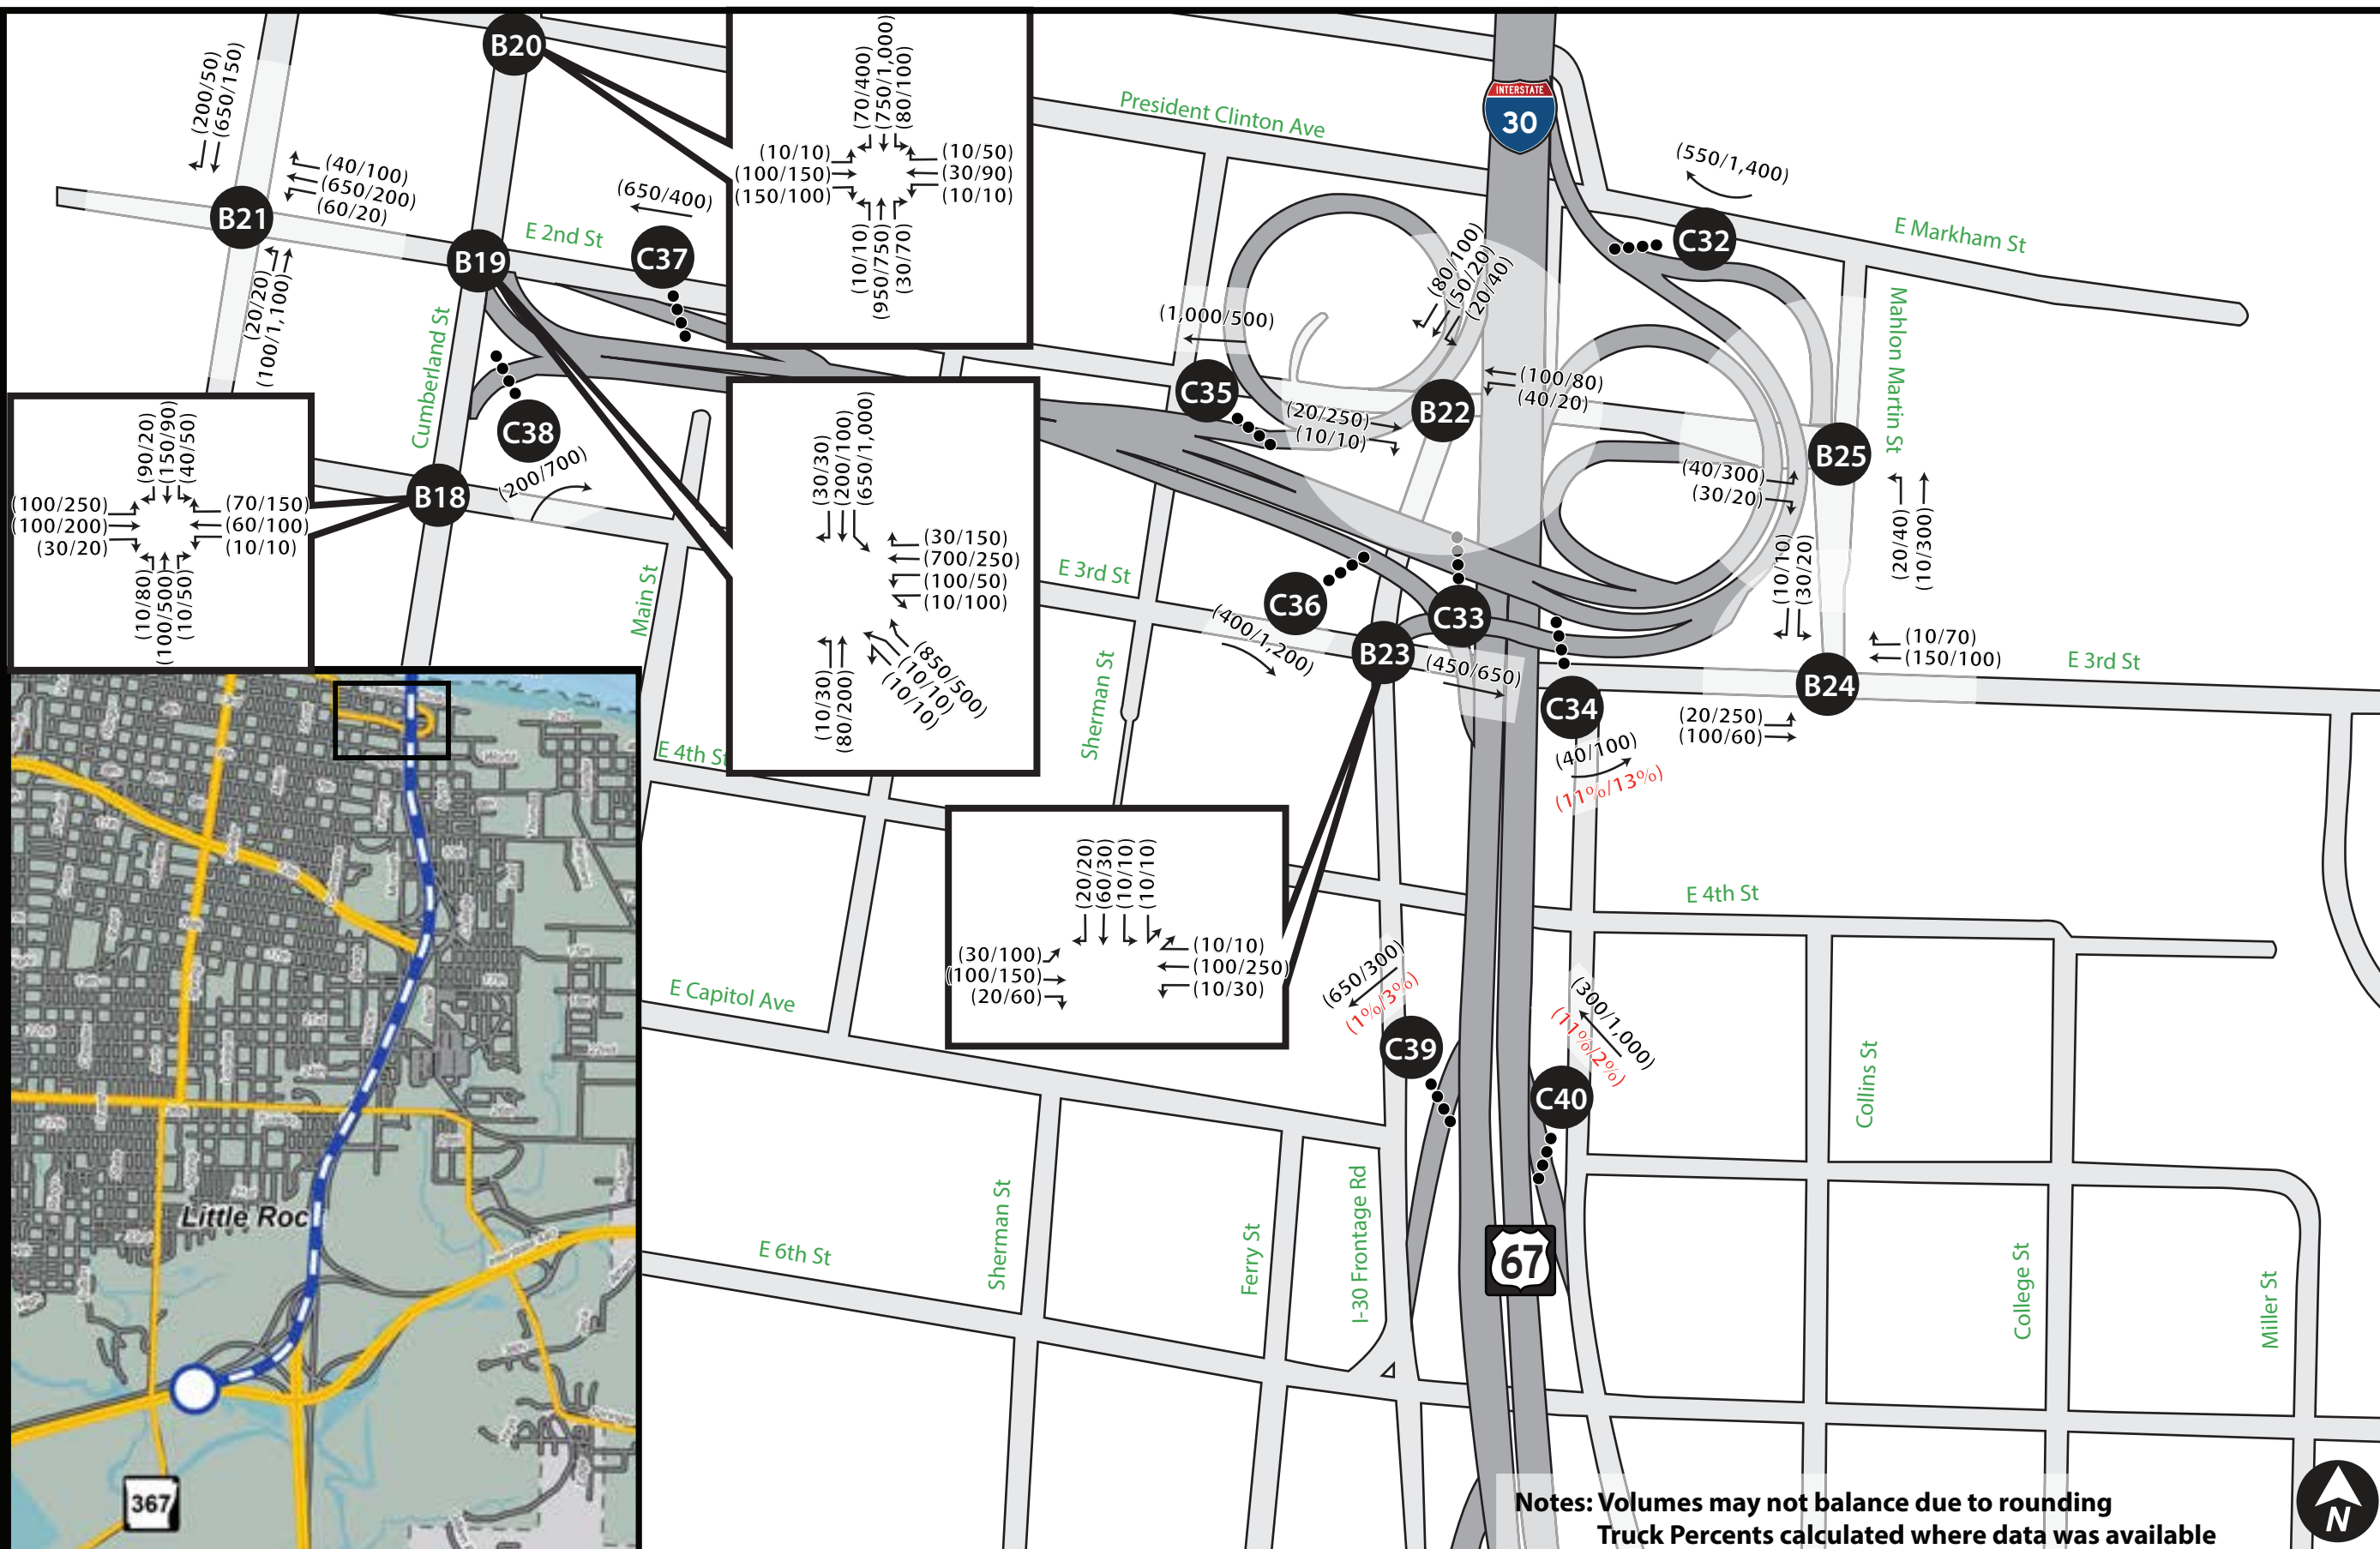 B20
(70/400)
(750/1,000)
(80/100)
(10/10)
(100/150)
(150/100)
(10/50)
(30/90)
(10/10)
(10/10)
(950/750)
(30/70)
(200/50)
(650/150)
B21
(40/100)
(650/200)
(60/20)
(20/20)
(100/1,100)
B19
E 2nd St
(650/400)
C37
President Clinton Ave
INTERSTATE
30
(550/1,400)
C32
E Markham St
Mahlon Martin St
(1,000/500)
C35
(80/100)
(50/20)
(20/40)
B22
(100/80)
(40/20)
(20/250)
(10/10)
(40/300)
(30/20)
B25
(20/40)
(10/300)
(10/10)
(30/20)
Cumberland St
C38
(200/700)
B18
(90/20)
(150/90)
(40/50)
(100/250)
(100/200)
(30/20)
(70/150)
(60/100)
(10/10)
(10/80)
(100/500)
(10/50)
Main St
(30/30)
(200/100)
(650/1,000)
(30/150)
(700/250)
(100/50)
(10/100)
(10/30)
(80/200)
(850/500)
(10/10)
(10/10)
E 3rd St
C36
(400/1,200)
C33
B23
(450/650)
C34
(40/100)
(11%/13%)
B24
(10/70)
(150/100)
E 3rd St
(20/250)
(100/60)
Sherman St
E 4th St
(20/20)
(60/30)
(10/10)
(10/10)
(30/100)
(100/150)
(20/60)
(10/10)
(100/250)
(10/30)
E 4th St
(650/300)
(1%/3%)
C39
(300/1,000)
(11%/2%)
C40
E Capitol Ave
Collins St
E 6th St
Sherman St
Ferry St
I-30 Frontage Rd
67
College St
Miller St
Little Roc
367
Notes: Volumes may not balance due to rounding
Truck Percents calculated where data was available
N